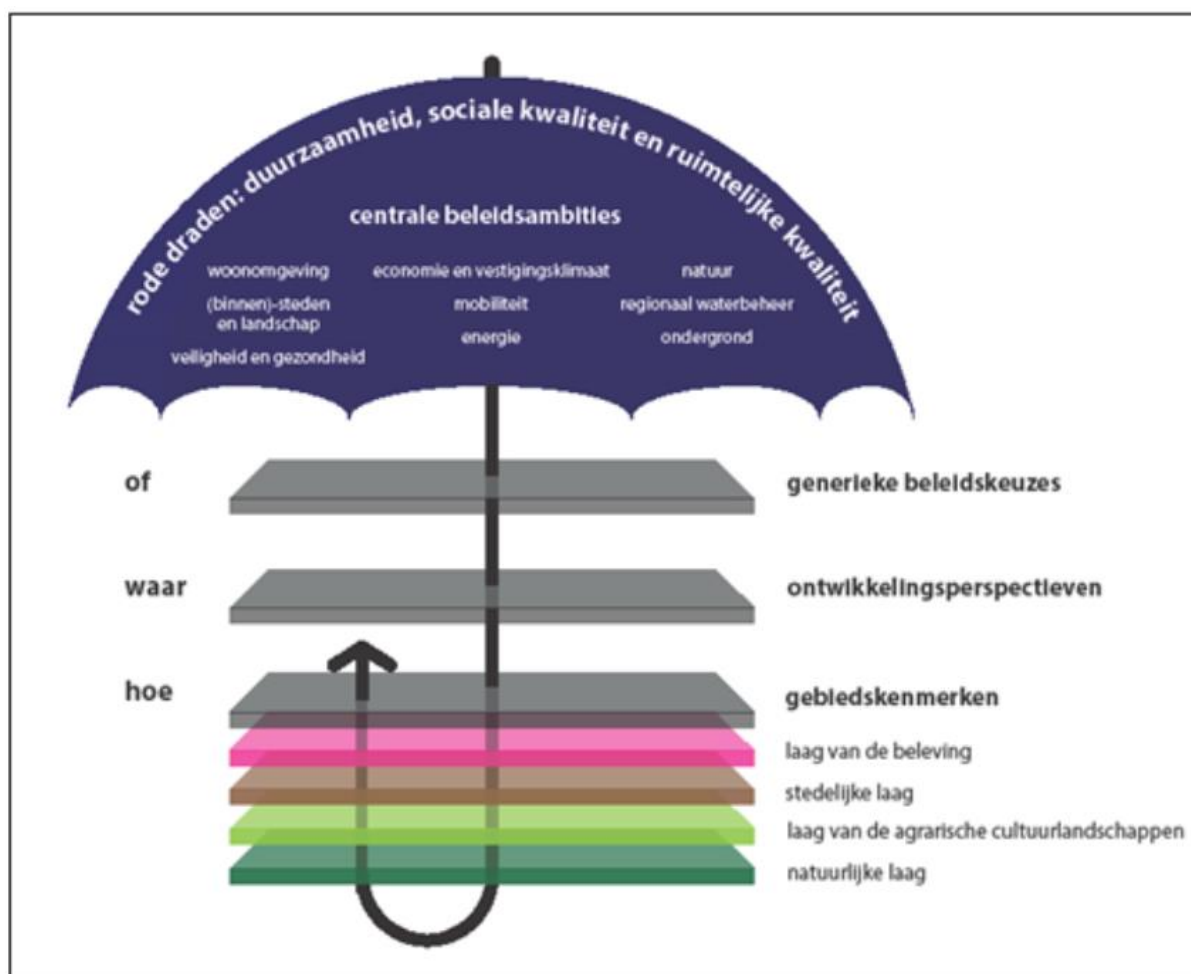 rode draden: duurzaamheid, sociale kwaliteit en ruimtelijke kwaliteit
centrale beleidsambities
woonomgeving
(binnen)-steden
en landschap
veiligheid en gezondheid
economie en vestigingsklimaat
mobiliteit
energie
natuur
regionaal waterbeheer
ondergrond
of
generieke beleidskeuzes
waar
ontwikkelingsperspectieven
hoe
gebiedskenmerken
laag van de beleving
stedelijke laag
laag van de agrarische cultuurlandschappen
natuurlijke laag